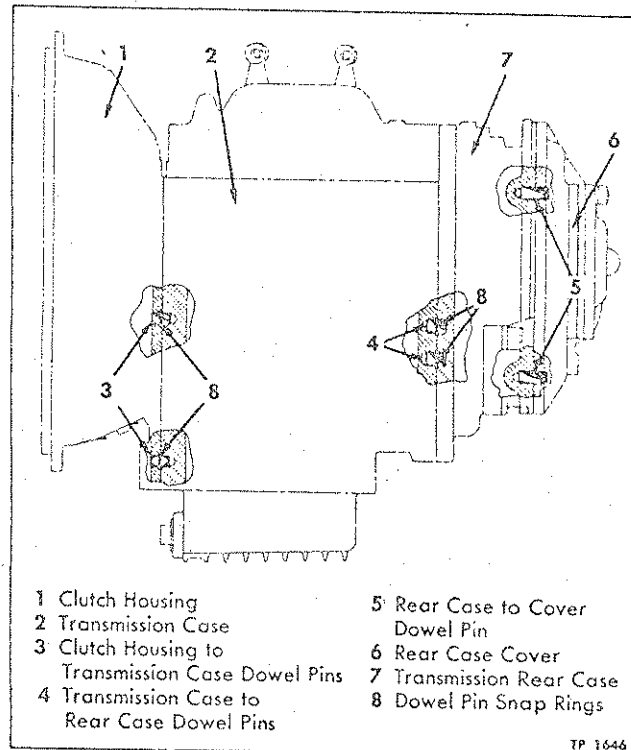 1
2
7
6
8
5
4
3
8
1 Clutch Housing
2 Transmission Case
3 Clutch Housing to
Transmission Case Dowel Pins
4 Transmission Case to
Rear Case Dowel Pins
5 Rear Case to Cover
Dowel Pin
6 Rear Case Cover
7 Transmission Rear Case
8 Dowel Pin Snap Rings
TP 1646